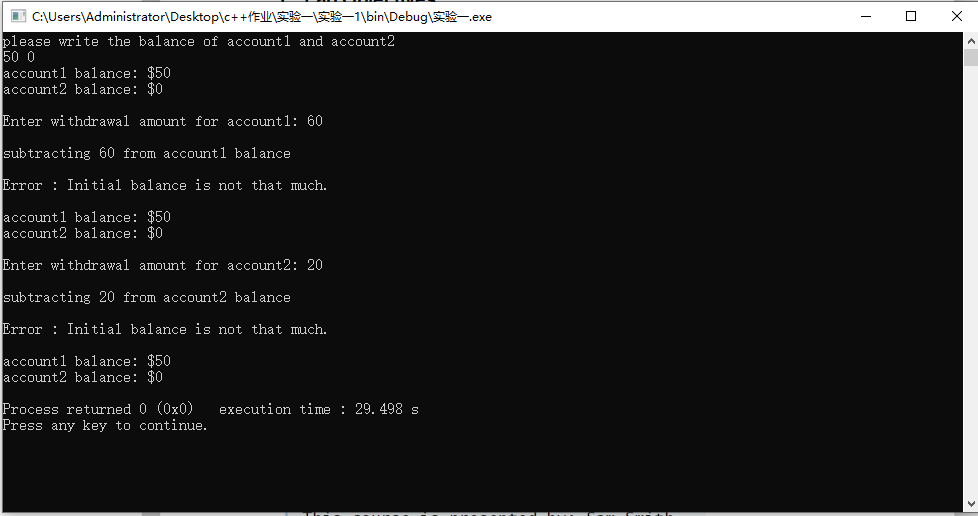 C:\Users\Administrator\Desktop\c++作业\实验一\实验一1\bin\Debug\实验一.exe
please write the balance of account1 and account2
50 0
account1 balance: $50
account2 balance: $0
Enter withdrawal amount for account1: 60
subtracting 60 from account1 balance
Error : Initial balance is not that much.
account1 balance: $50
account2 balance: $0
Enter withdrawal amount for account2: 20
subtracting 20 from account2 balance
Error : Initial balance is not that much.
account1 balance: $50
account2 balance: $0
Process returned 0 (0x0)   execution time : 29.498 s
Press any key to continue.